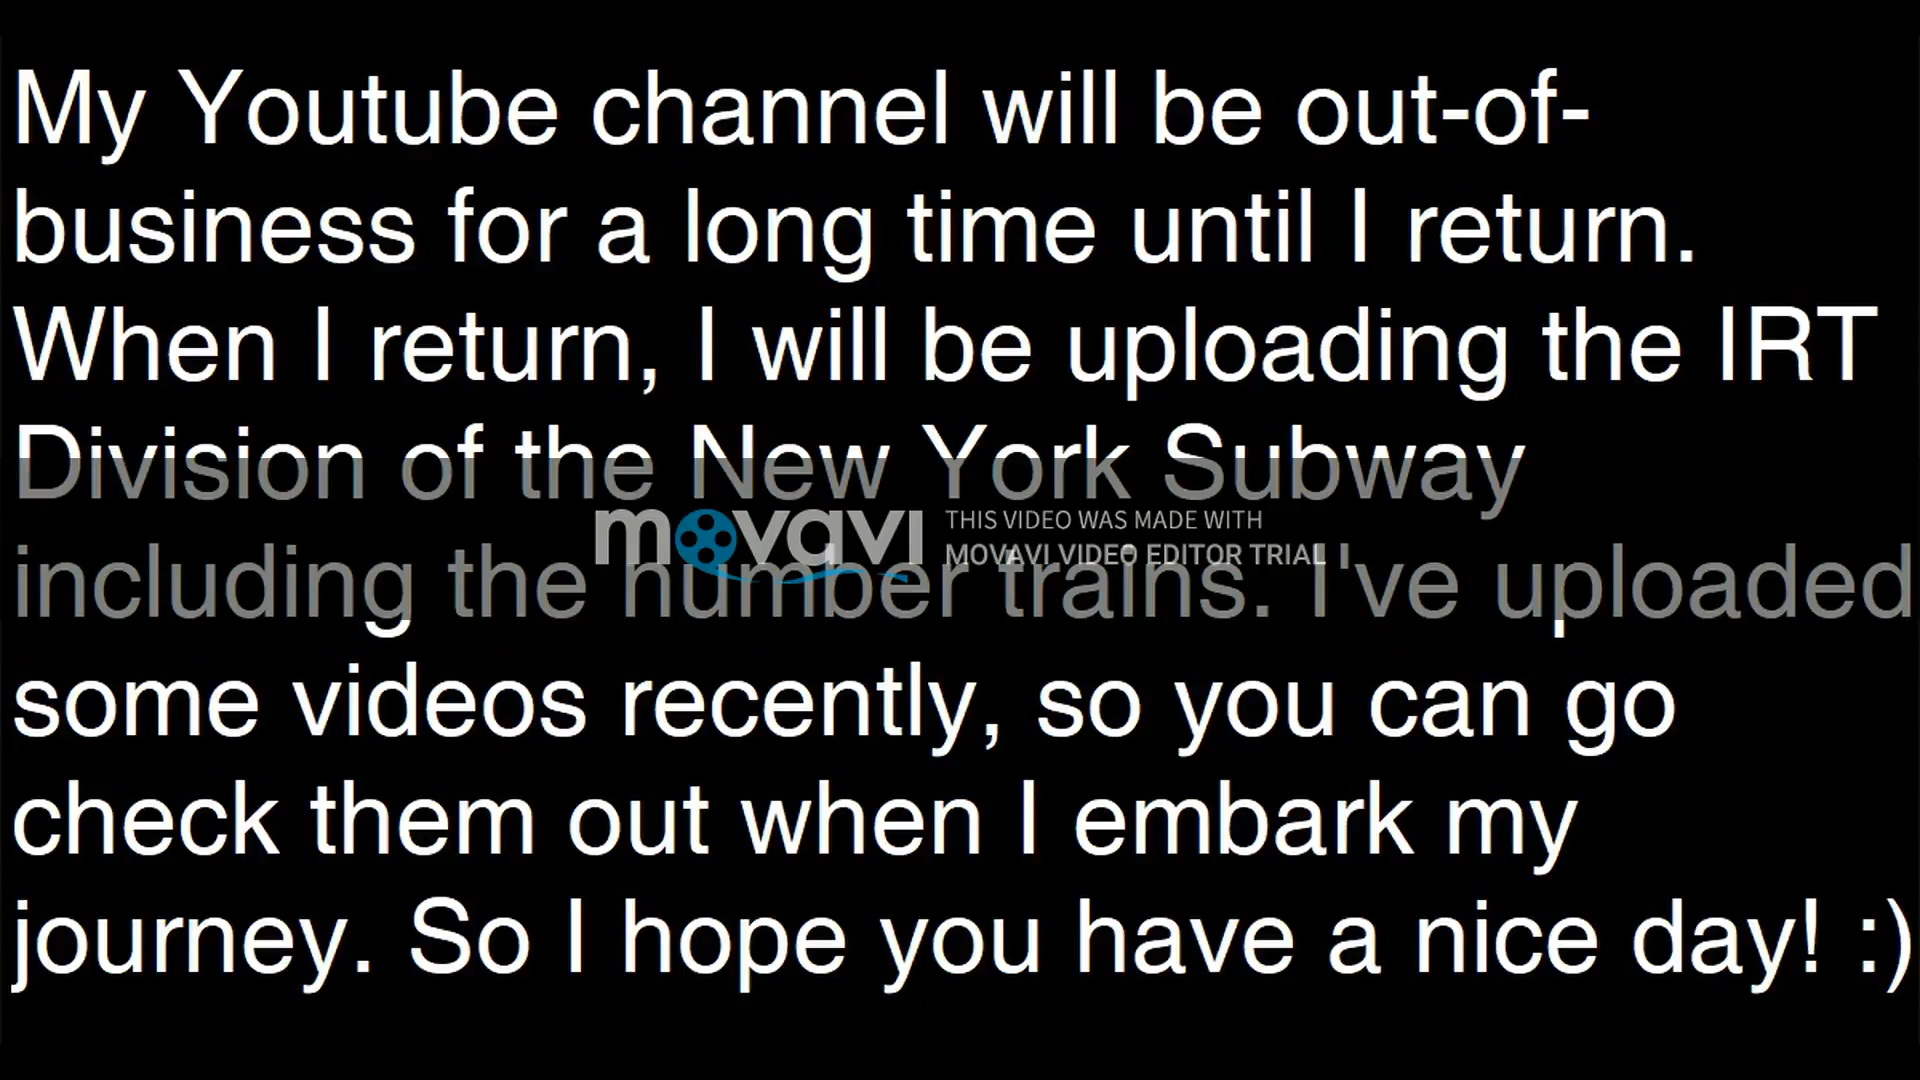 My Youtube channel will be out-of-
business for a long time until I return.
When I return, I will be uploading the IRT
Division of the New York Subway
movavi THIS VIDEO WAS MADE WITH
MOVAVI VIDEO EDITOR TRIAL
including the number trains. I've uploaded
some videos recently, so you can go
check them out when I embark my
journey. So I hope you have a nice day! :)